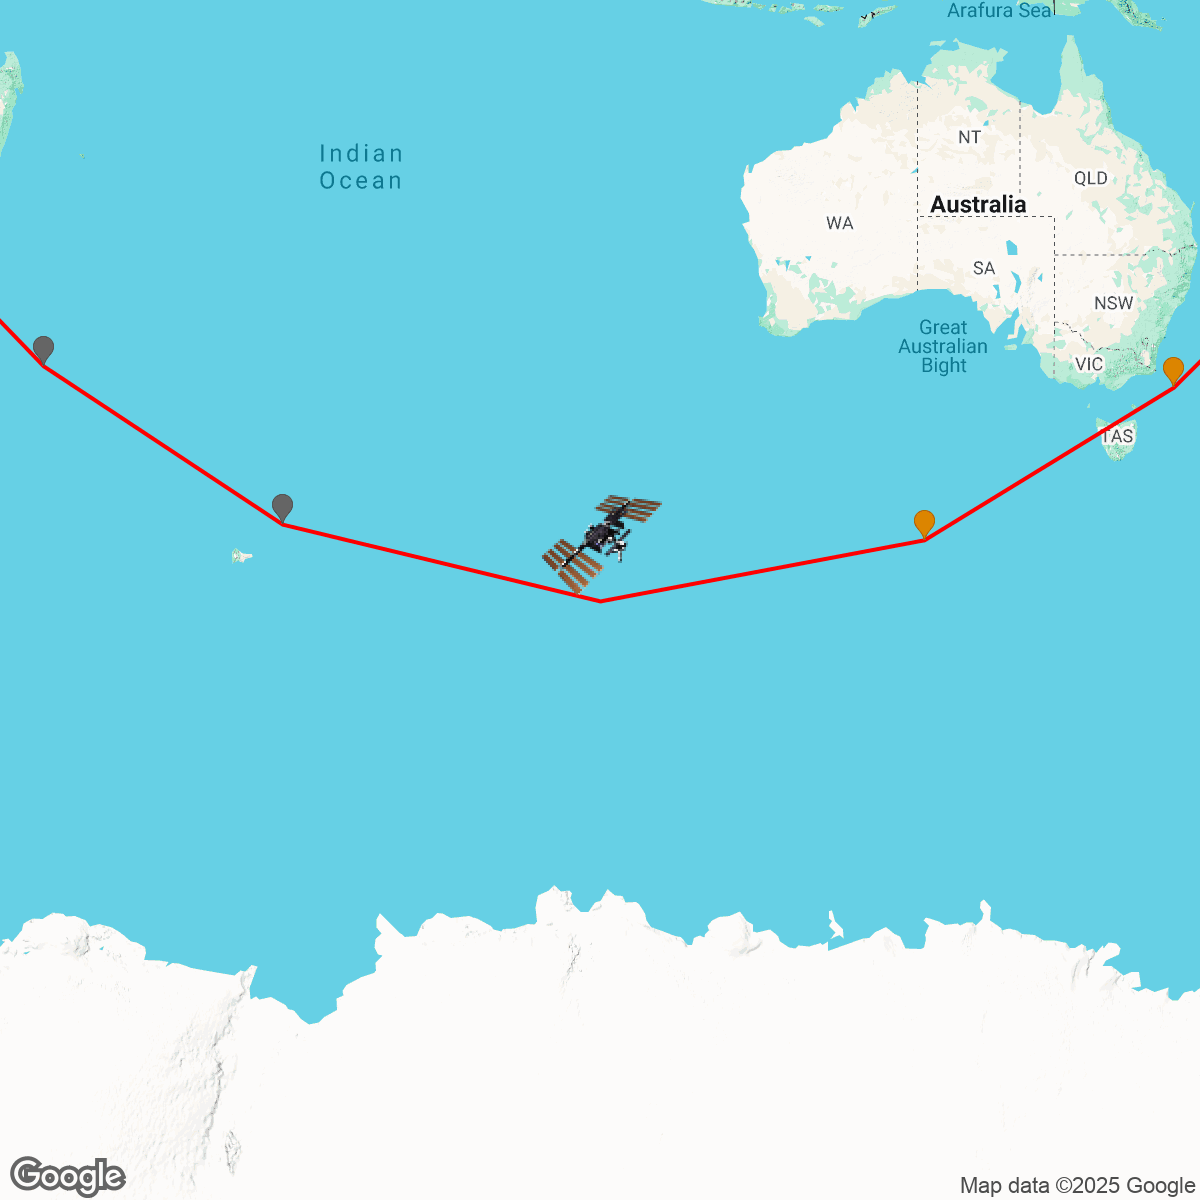 Arafura Sea
Indian
Ocean
NT
QLD
Australia
WA
SA
NSW
Great
Australian
Bight
VIC
TAS
Google
Map data ©2025 Google